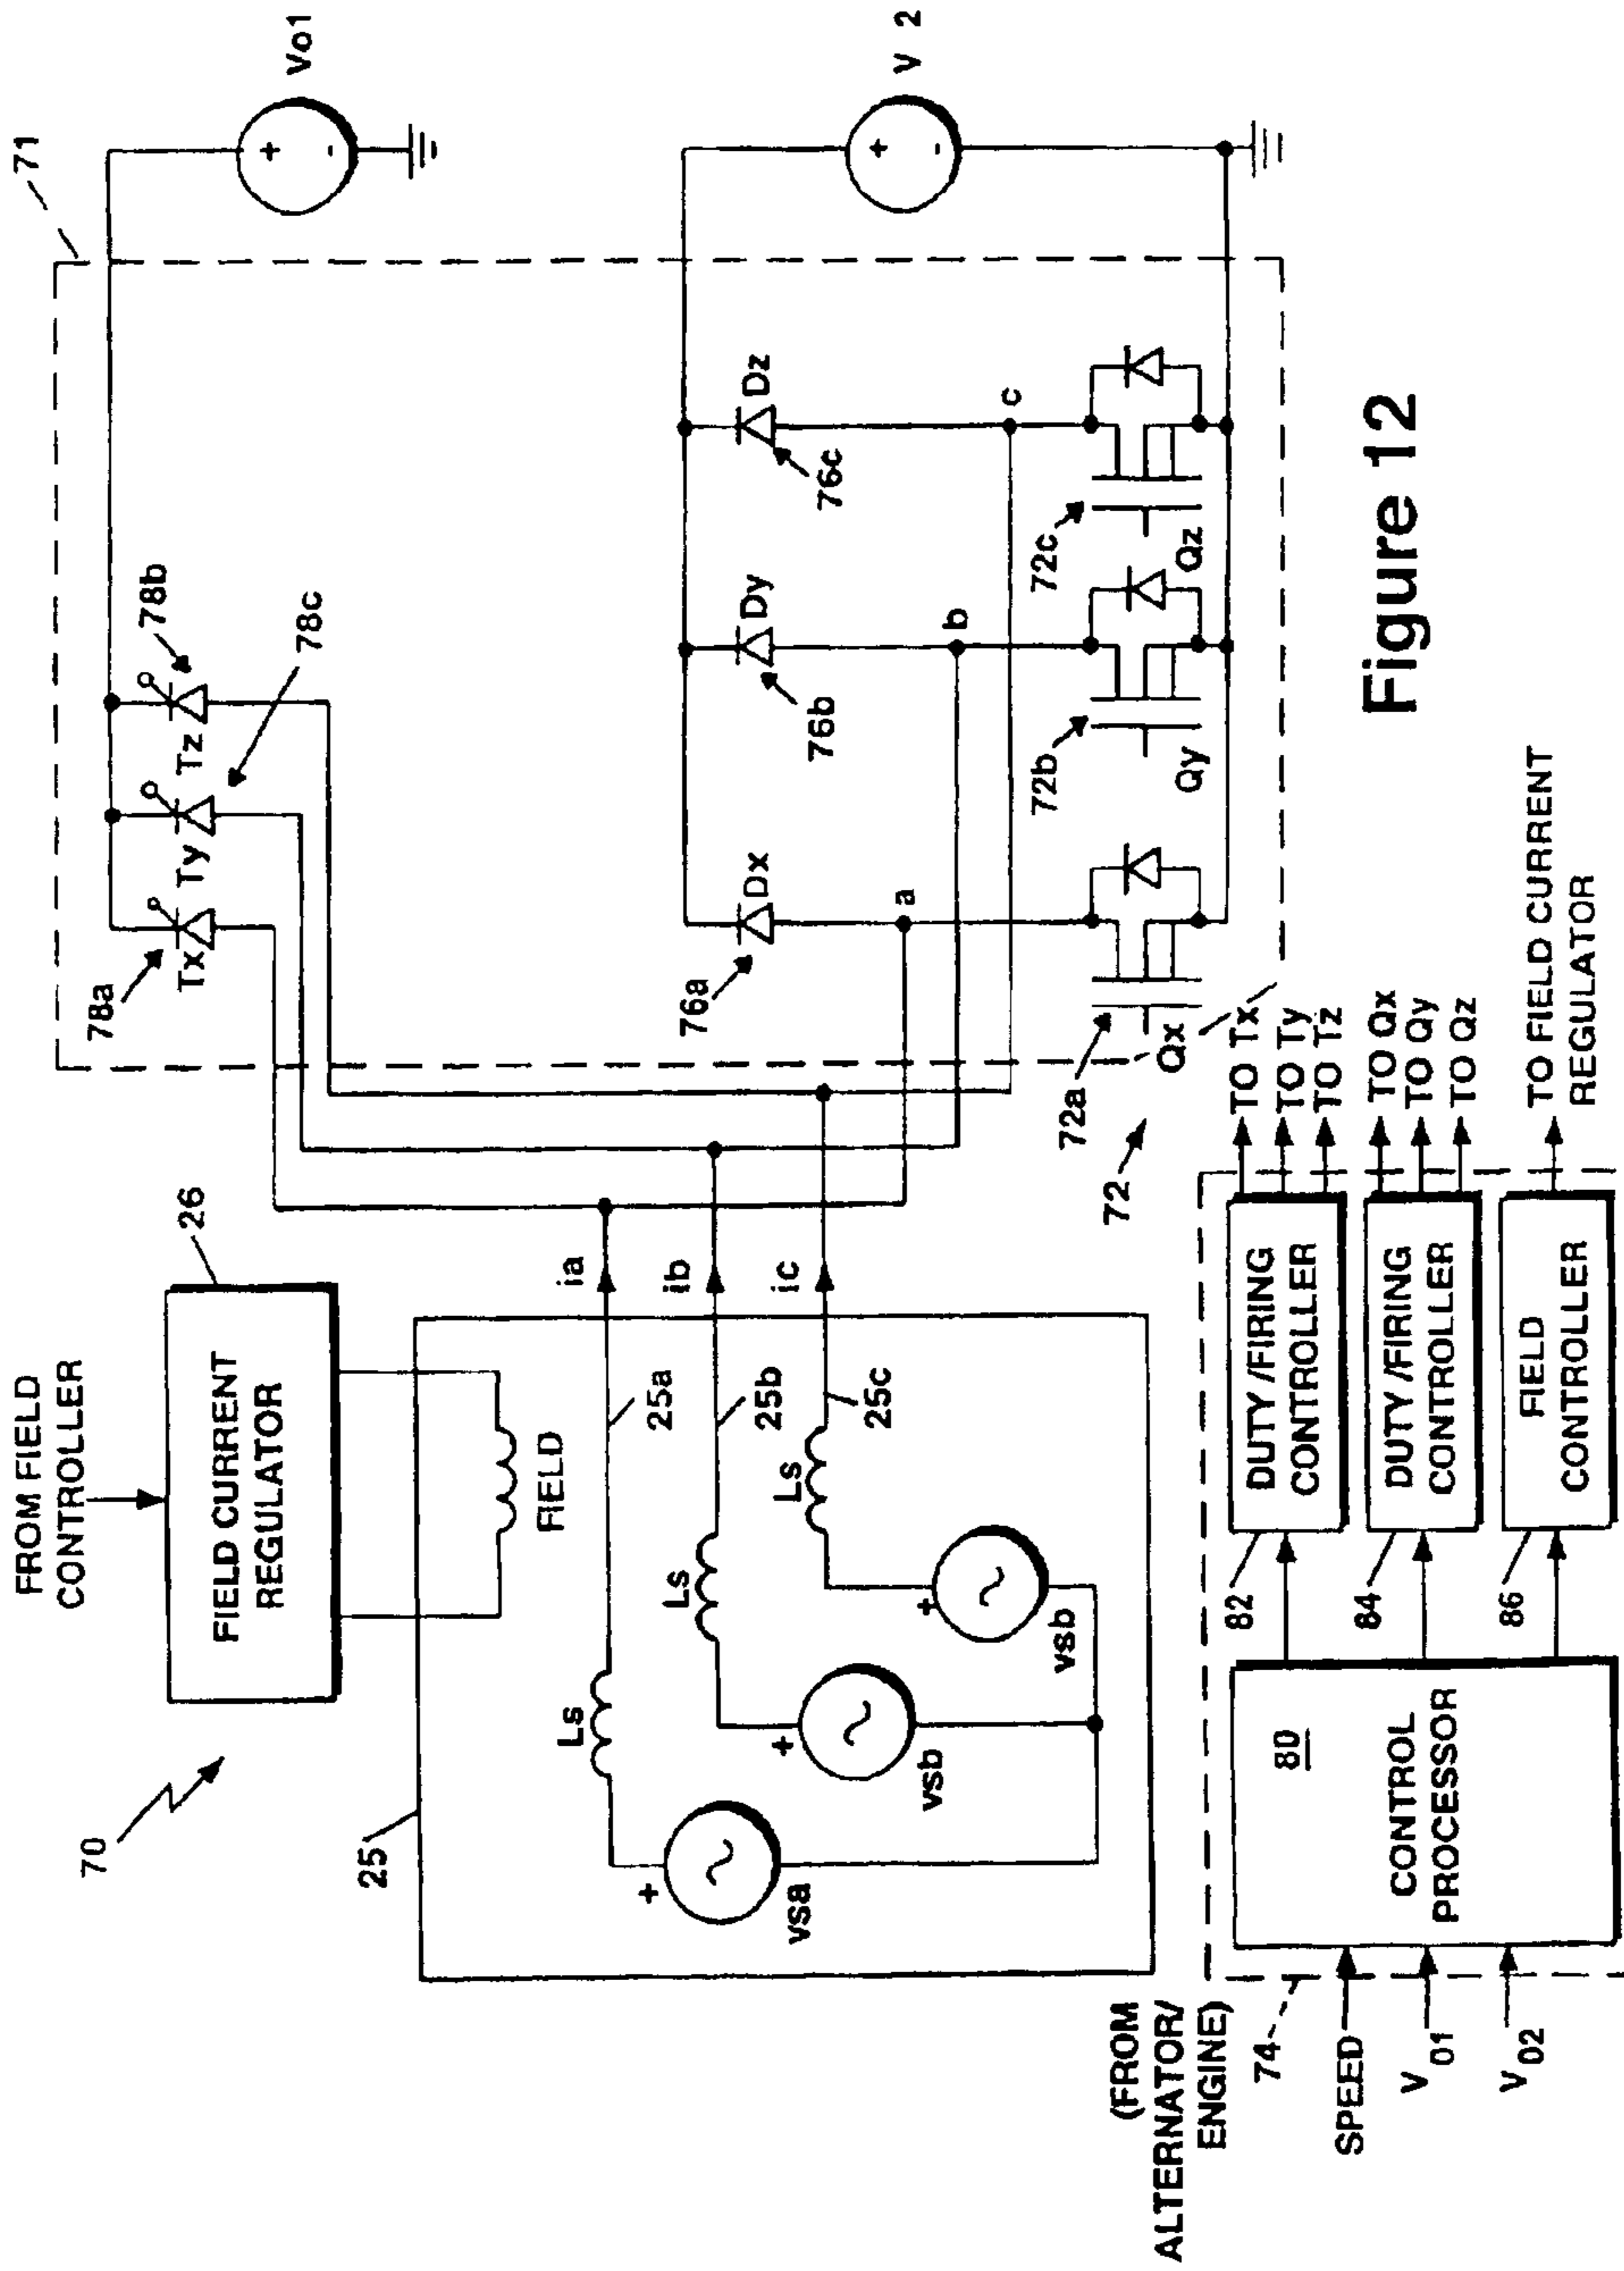 70
FROM FIELD
CONTROLLER
FIELD CURRENT
REGULATOR
26
FIELD
25
Ls
Ls
Ls
vsa
vsb
vsb
+
+
+
25a
25b
25c
ia
ib
ic
71
78a
Tx
Ty
Tz
78b
78c
Vo1
+
-
76a
Dx
76b
Dy
76c
Dz
V 2
+
-
a
b
c
72
72a
Qx
72b
Qy
72c
Qz
(FROM
ALTERNATOR/
ENGINE)
74
SPEED
V01
V02
80
CONTROL
PROCESSOR
82
DUTY /FIRING
CONTROLLER
84
DUTY /FIRING
CONTROLLER
86
FIELD
CONTROLLER
TO Tx
TO Ty
TO Tz
TO Qx
TO Qy
TO Qz
TO FIELD CURRENT
REGULATOR
Figure 12